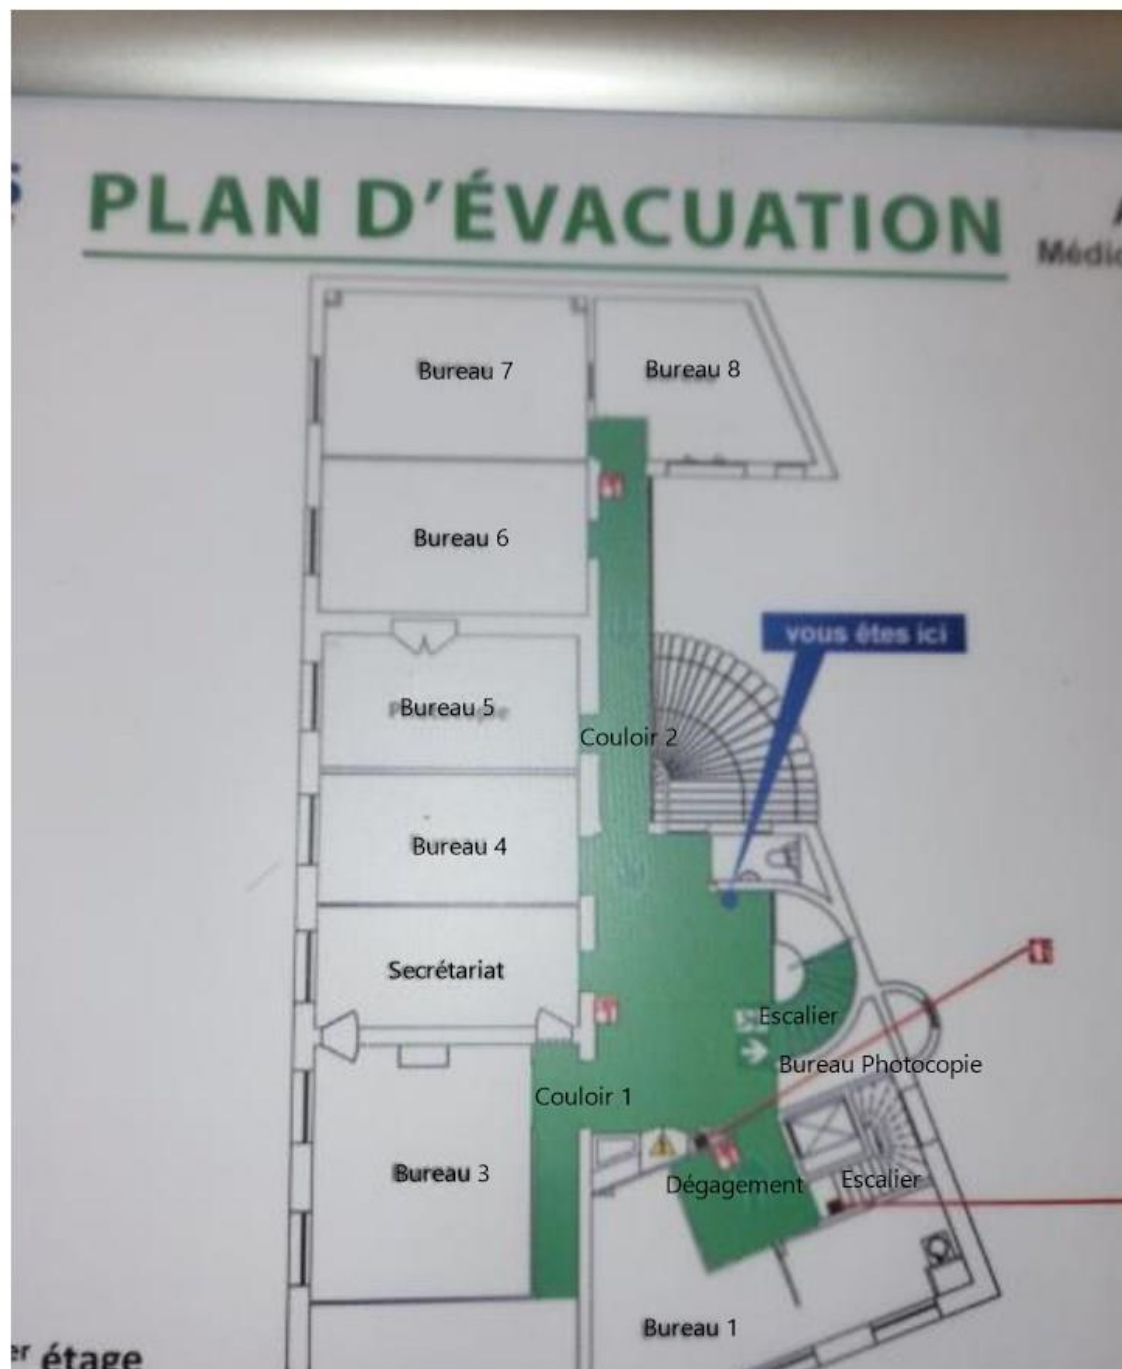 PLAN D'ÉVACUATION
Bureau 7
Bureau 8
Bureau 6
vous êtes ici
Bureau 5
Couloir 2
Bureau 4
Secrétariat
Escalier
Bureau Photocopie
Couloir 1
Bureau 3
Dégagement
Escalier
Bureau 1
er étage